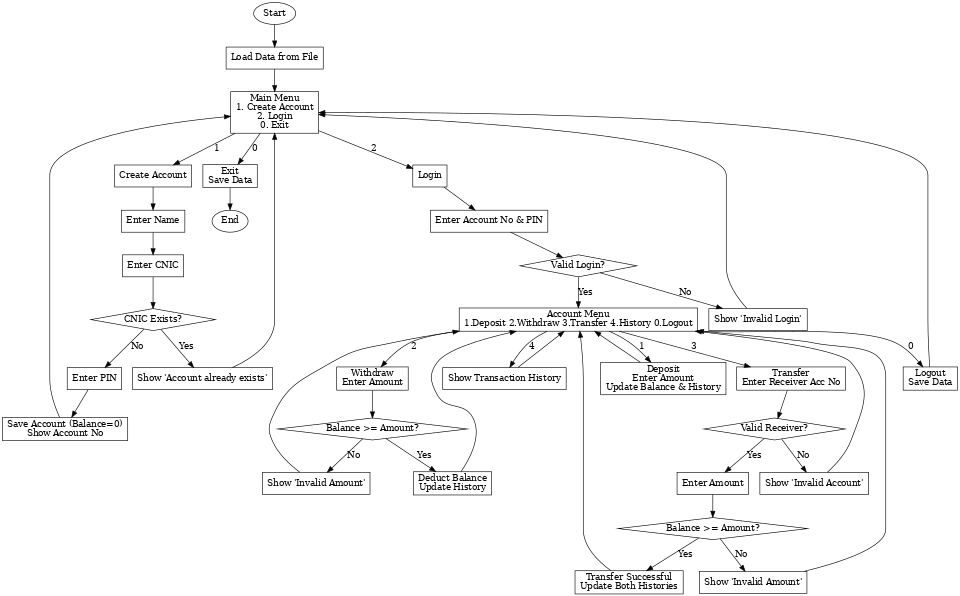 Start
Load Data from File
Main Menu
1. Create Account
2. Login
0. Exit
1
0
2
Create Account
Exit
Save Data
Login
Enter Name
End
Enter Account No & PIN
Enter CNIC
Valid Login?
Yes
No
CNIC Exists?
Account Menu
1.Deposit 2.Withdraw 3.Transfer 4.History 0.Logout
Show 'Invalid Login'
No
Yes
2
4
1
3
0
Enter PIN
Show 'Account already exists'
Withdraw
Enter Amount
Show Transaction History
Deposit
Enter Amount
Update Balance & History
Transfer
Enter Receiver Acc No
Logout
Save Data
Save Account (Balance=0)
Show Account No
Balance >= Amount?
Valid Receiver?
No
Yes
Yes
No
Show 'Invalid Amount'
Deduct Balance
Update History
Enter Amount
Show 'Invalid Account'
Balance >= Amount?
Yes
No
Transfer Successful
Update Both Histories
Show 'Invalid Amount'